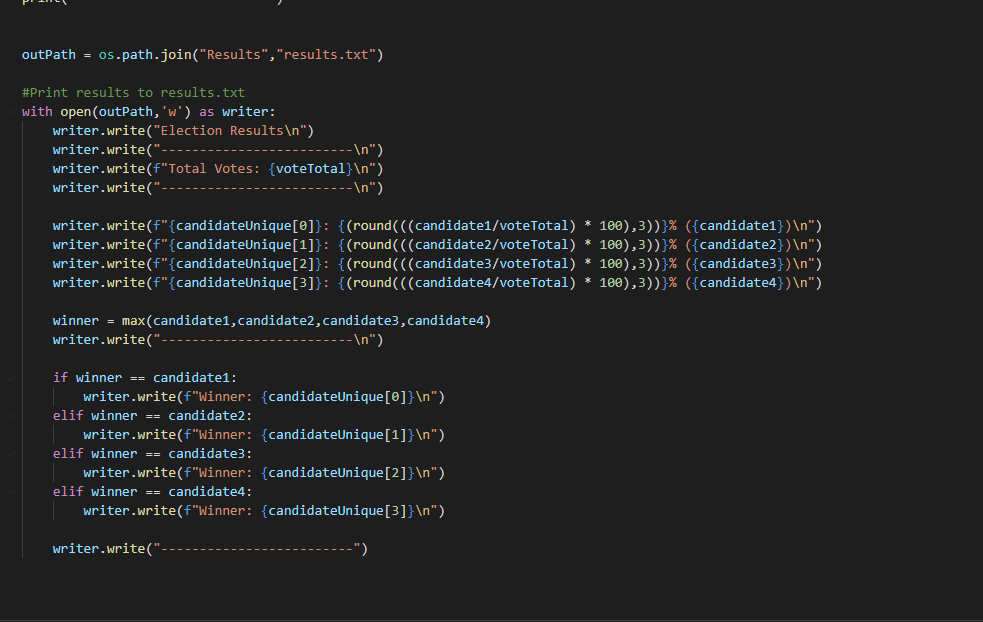 print(                           )
outPath = os.path.join("Results","results.txt")
#Print results to results.txt
with open(outPath,'w') as writer:
    writer.write("Election Results\n")
    writer.write("-------------------------\n")
    writer.write(f"Total Votes: {voteTotal}\n")
    writer.write("-------------------------\n")
    writer.write(f"{candidateUnique[0]}: {(round(((candidate1/voteTotal) * 100),3))}% ({candidate1})\n")
    writer.write(f"{candidateUnique[1]}: {(round(((candidate2/voteTotal) * 100),3))}% ({candidate2})\n")
    writer.write(f"{candidateUnique[2]}: {(round(((candidate3/voteTotal) * 100),3))}% ({candidate3})\n")
    writer.write(f"{candidateUnique[3]}: {(round(((candidate4/voteTotal) * 100),3))}% ({candidate4})\n")
    winner = max(candidate1,candidate2,candidate3,candidate4)
    writer.write("-------------------------\n")
    if winner == candidate1:
        writer.write(f"Winner: {candidateUnique[0]}\n")
    elif winner == candidate2:
        writer.write(f"Winner: {candidateUnique[1]}\n")
    elif winner == candidate3:
        writer.write(f"Winner: {candidateUnique[2]}\n")
    elif winner == candidate4:
        writer.write(f"Winner: {candidateUnique[3]}\n")
    writer.write("-------------------------")